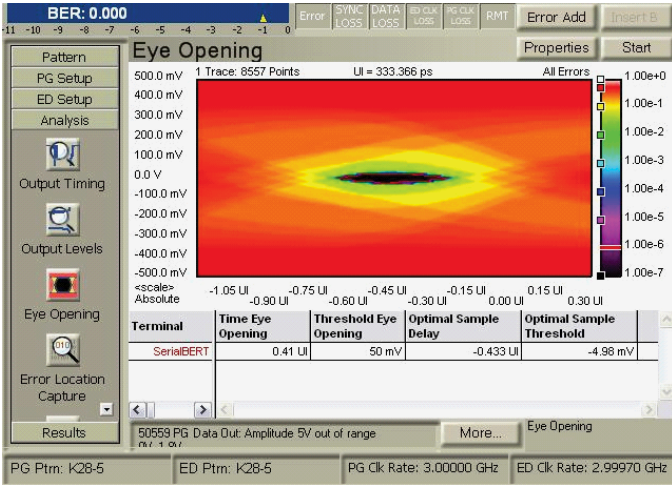 BER: 0.000
-11 -10 -9 -8 -7 -6 -5 -4 -3 -2 -1 0
Error
SYNC LOSS
DATA LOSS
ED CLK LOSS
PG CLK LOSS
RMT
Error Add
Insert B
Eye Opening
Properties
Start
Pattern
PG Setup
ED Setup
Analysis
Output Timing
Output Levels
Eye Opening
010
Error Location
Capture
Results
1 Trace: 8557 Points
UI = 333.366 ps
All Errors
500.0 mV
400.0 mV
300.0 mV
200.0 mV
100.0 mV
0.0 V
-100.0 mV
-200.0 mV
-300.0 mV
-400.0 mV
-500.0 mV
<scale>
Absolute
1.00e+0
1.00e-1
1.00e-2
1.00e-3
1.00e-4
1.00e-5
1.00e-6
1.00e-7
-1.05 UI -0.75 UI -0.45 UI -0.15 UI 0.15 UI
-0.90 UI -0.60 UI -0.30 UI 0.00 UI 0.30 UI
Terminal
Time Eye Opening
Threshold Eye Opening
Optimal Sample Delay
Optimal Sample Threshold
SerialBERT 0.41 UI 50 mV -0.433 UI -4.98 mV
50559 PG Data Out: Amplitude 5V out of range
More...
Eye Opening
PG Ptrn: K28-5
ED Ptrn: K28-5
PG Clk Rate: 3.00000 GHz
ED Clk Rate: 2.99970 GHz